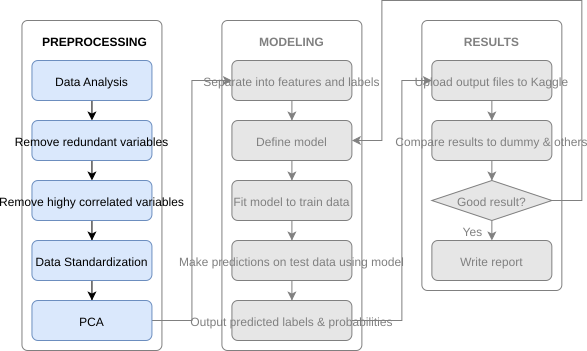 PREPROCESSING
Data Analysis
Remove redundant variables
Remove highy correlated variables
Data Standardization
PCA
MODELING
Separate into features and labels
Define model
Fit model to train data
Make predictions on test data using model
Output predicted labels & probabilities
RESULTS
Upload output files to Kaggle
Compare results to dummy & others
Good result?
Yes
Write report